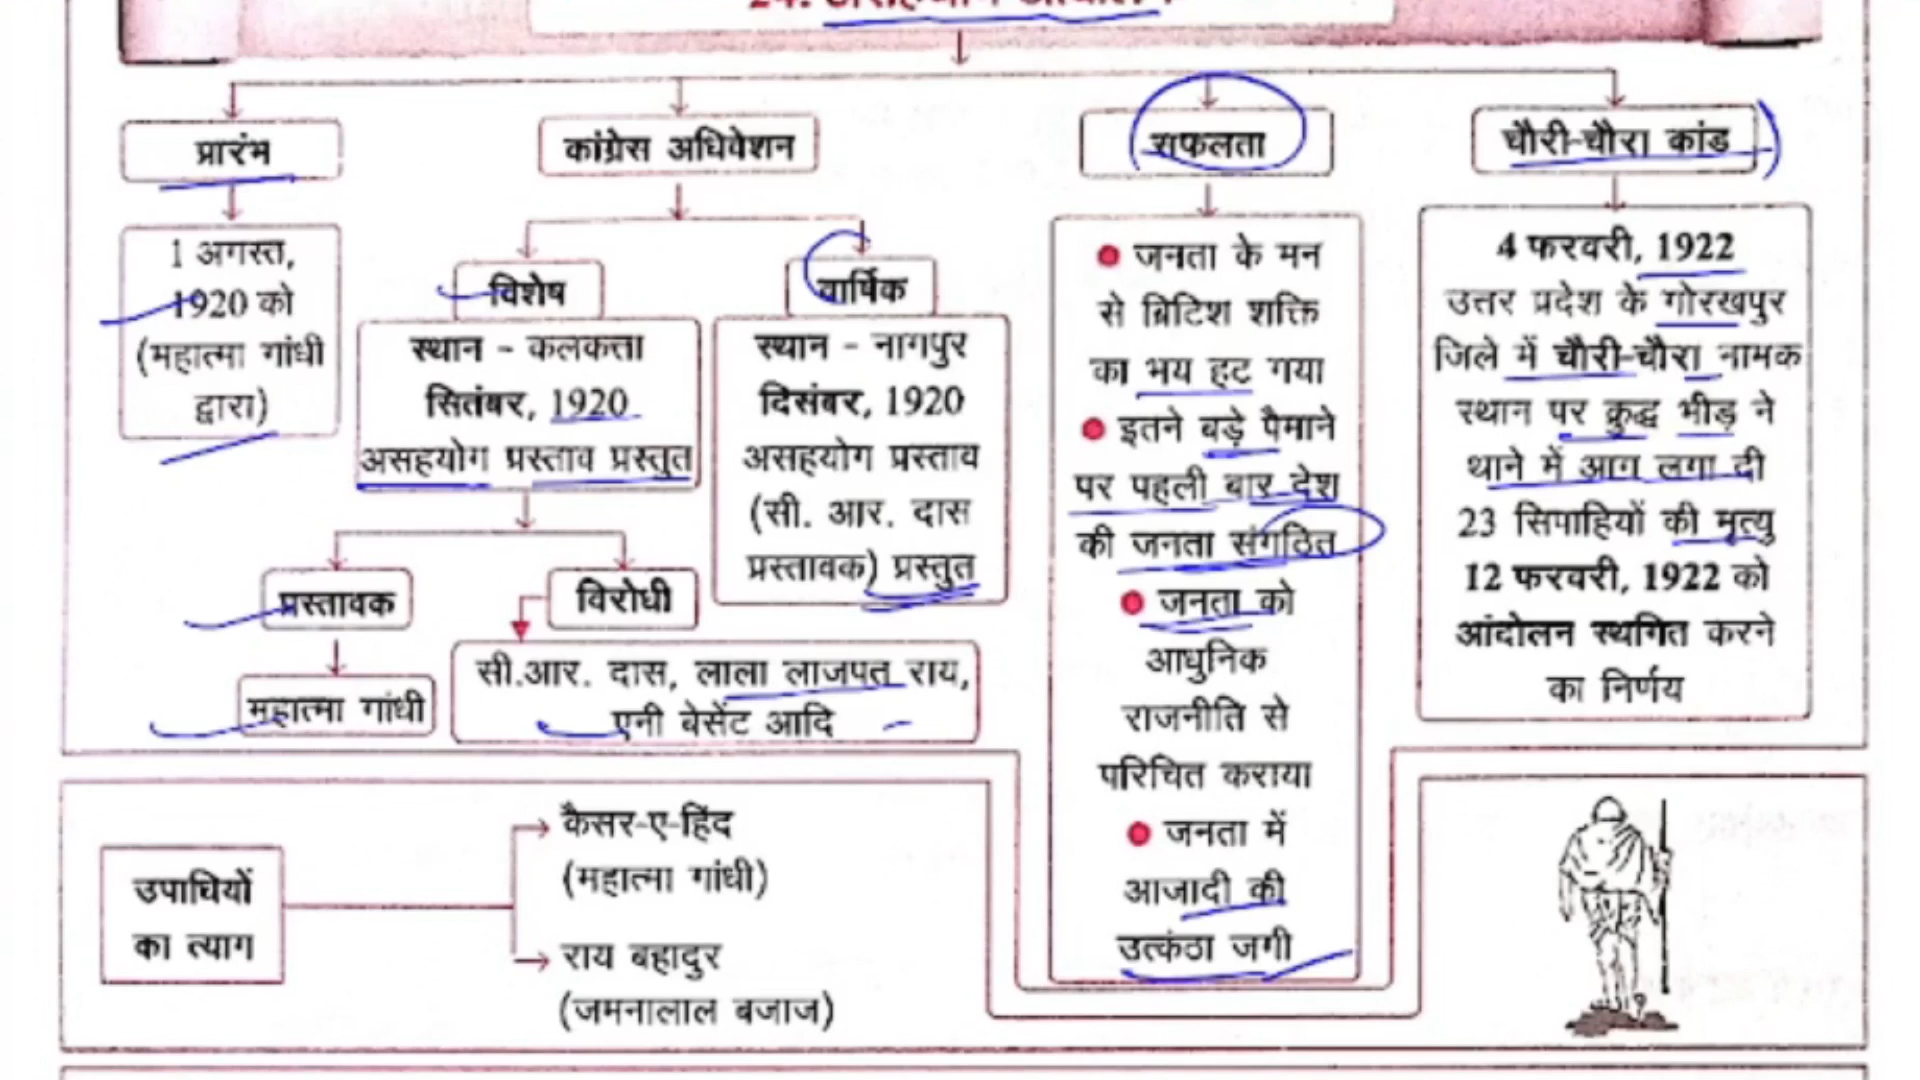 24. असहयोग आंदोलन
प्रारंभ
1 अगस्त,
1920 को
(महात्मा गांधी
द्वारा)
कांग्रेस अधिवेशन
विशेष
स्थान - कलकत्ता
सितंबर, 1920
असहयोग प्रस्ताव प्रस्तुत
प्रस्तावक
महात्मा गांधी
विरोधी
सी.आर. दास, लाला लाजपत राय,
एनी बेसेंट आदि
वार्षिक
स्थान - नागपुर
दिसंबर, 1920
असहयोग प्रस्ताव
(सी. आर. दास
प्रस्तावक) प्रस्तुत
सफलता
जनता के मन
से ब्रिटिश शक्ति
का भय हट गया
इतने बड़े पैमाने
पर पहली बार देश
की जनता संगठित
जनता को
आधुनिक
राजनीति से
परिचित कराया
जनता में
आजादी की
उत्कंठा जगी
चौरी-चौरा कांड
4 फरवरी, 1922
उत्तर प्रदेश के गोरखपुर
जिले में चौरी-चौरा नामक
स्थान पर क्रुद्ध भीड़ ने
थाने में आग लगा दी
23 सिपाहियों की मृत्यु
12 फरवरी, 1922 को
आंदोलन स्थगित करने
का निर्णय
उपाधियों
का त्याग
कैसर-ए-हिंद
(महात्मा गांधी)
राय बहादुर
(जमनालाल बजाज)